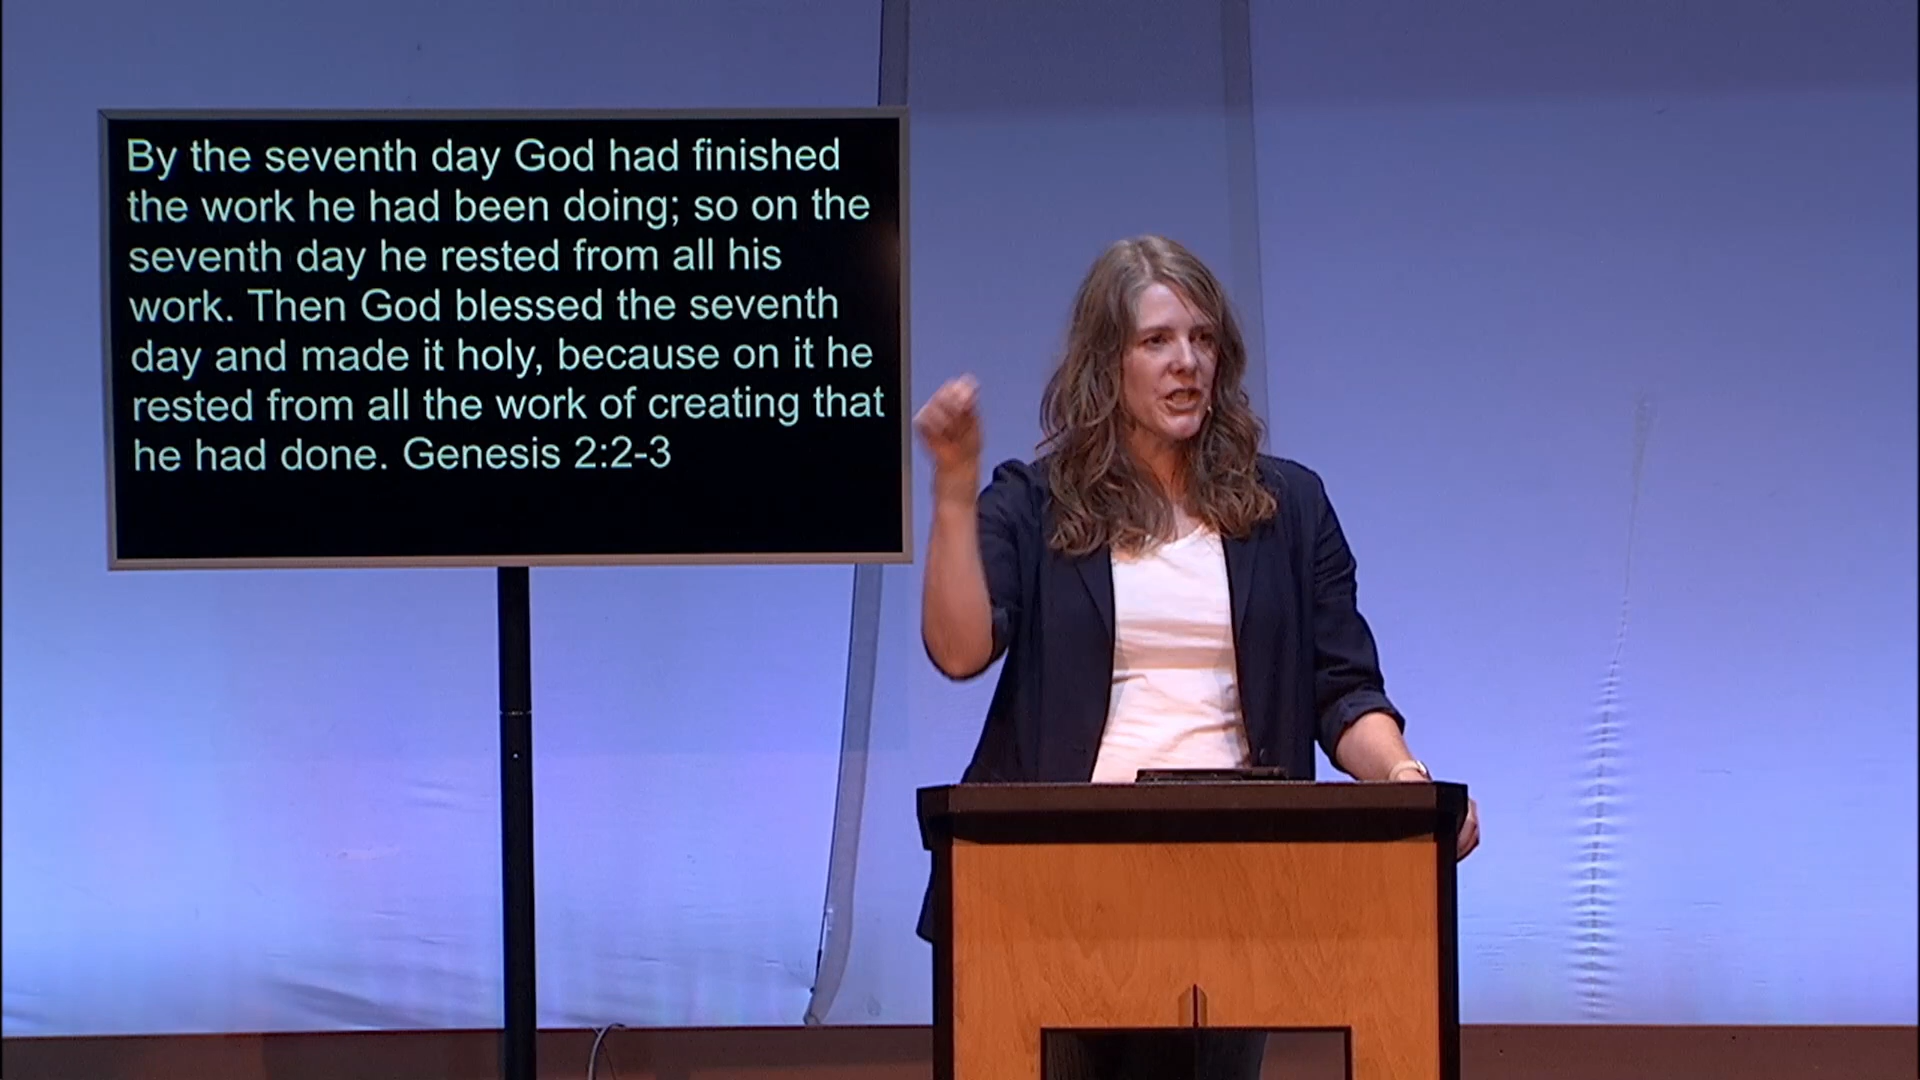 By the seventh day God had finished
the work he had been doing; so on the
seventh day he rested from all his
work. Then God blessed the seventh
day and made it holy, because on it he
rested from all the work of creating that
he had done. Genesis 2:2-3